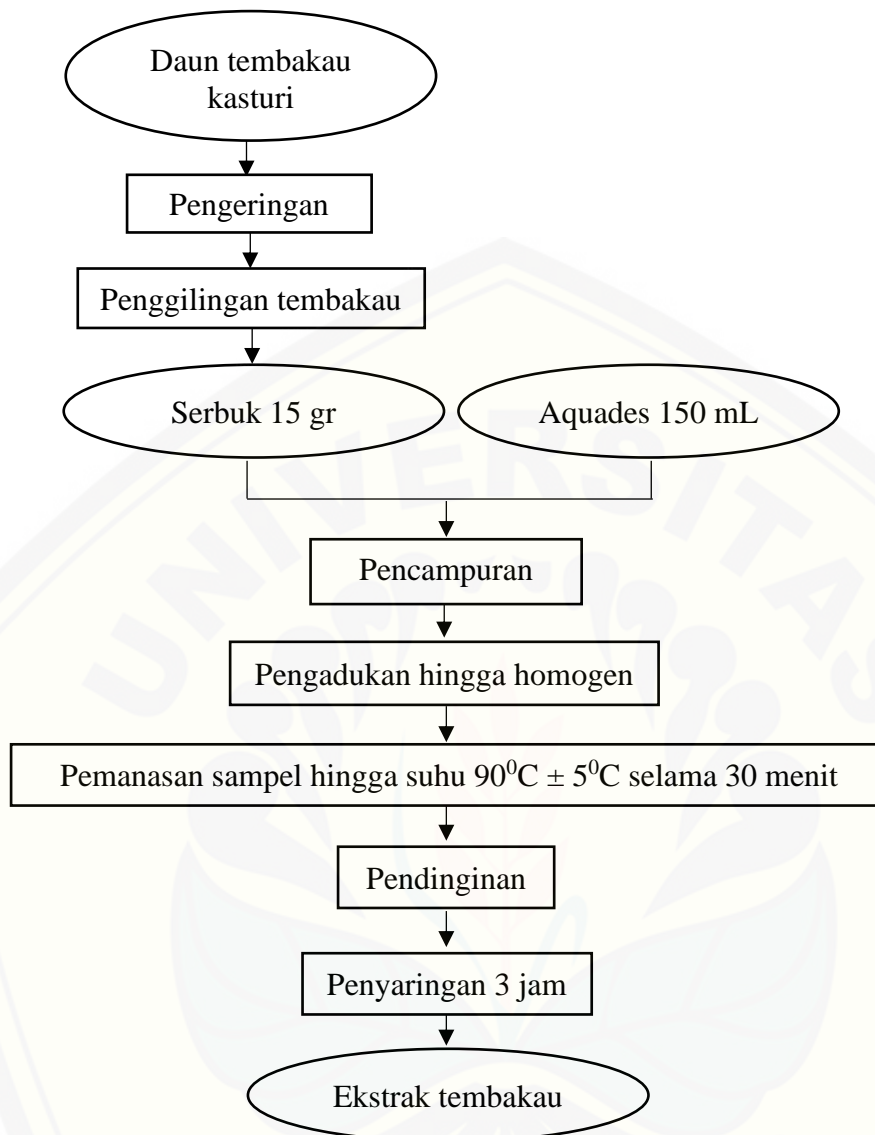 Daun tembakau
kasturi
Pengeringan
Penggilingan tembakau
Serbuk 15 gr
Aquades 150 mL
UNIVERSITAS
Pencampuran
Pengadukan hingga homogen
Pemanasan sampel hingga suhu 90⁰C ± 5⁰C selama 30 menit
Pendinginan
Penyaringan 3 jam
Ekstrak tembakau